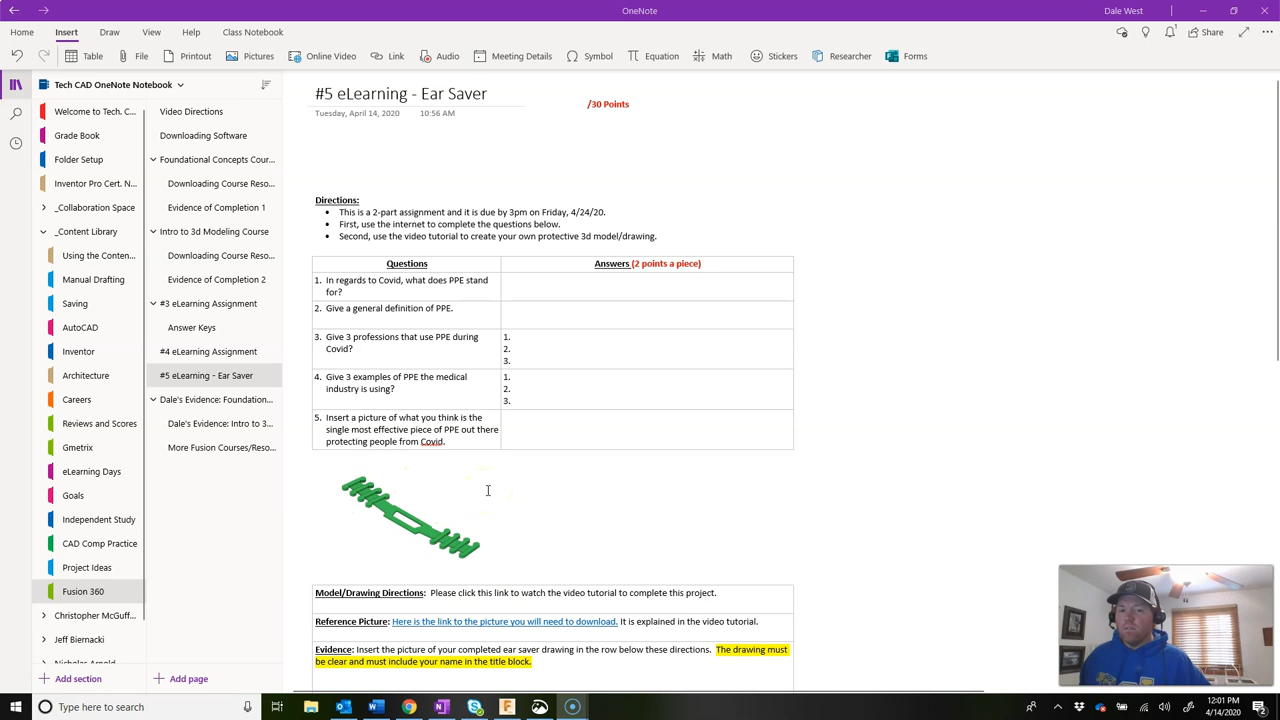 OneNote
Dale West
Home Insert Draw View Help Class Notebook
Share
Table File Printout Pictures Online Video Link Audio Meeting Details Symbol Equation Math Stickers Researcher Forms
Tech CAD OneNote Notebook
Welcome to Tech. C...
Grade Book
Folder Setup
Inventor Pro Cert. N...
_Collaboration Space
_Content Library
Using the Conten...
Manual Drafting
Saving
AutoCAD
Inventor
Architecture
Careers
Reviews and Scores
Gmetrix
eLearning Days
Goals
Independent Study
CAD Comp Practice
Project Ideas
Fusion 360
Christopher McGuff...
Jeff Biernacki
Add section
Video Directions
Downloading Software
Foundational Concepts Cour...
Downloading Course Reso...
Evidence of Completion 1
Intro to 3d Modeling Course
Downloading Course Reso...
Evidence of Completion 2
#3 eLearning Assignment
Answer Keys
#4 eLearning Assignment
#5 eLearning - Ear Saver
Dale's Evidence: Foundation...
Dale's Evidence: Intro to 3...
More Fusion Courses/Reso...
Add page
#5 eLearning - Ear Saver
Tuesday, April 14, 2020 10:56 AM
/30 Points
Directions:
• This is a 2-part assignment and it is due by 3pm on Friday, 4/24/20.
• First, use the internet to complete the questions below.
• Second, use the video tutorial to create your own protective 3d model/drawing.
Questions Answers (2 points a piece)
1. In regards to Covid, what does PPE stand
for?
2. Give a general definition of PPE.
3. Give 3 professions that use PPE during
Covid?
1.
2.
3.
4. Give 3 examples of PPE the medical
industry is using?
1.
2.
3.
5. Insert a picture of what you think is the
single most effective piece of PPE out there
protecting people from Covid.
Model/Drawing Directions: Please click this link to watch the video tutorial to complete this project.
Reference Picture: Here is the link to the picture you will need to download. It is explained in the video tutorial.
Evidence: Insert the picture of your completed ear saver drawing in the row below these directions. The drawing must
be clear and must include your name in the title block.
Type here to search
12:01 PM
4/14/2020